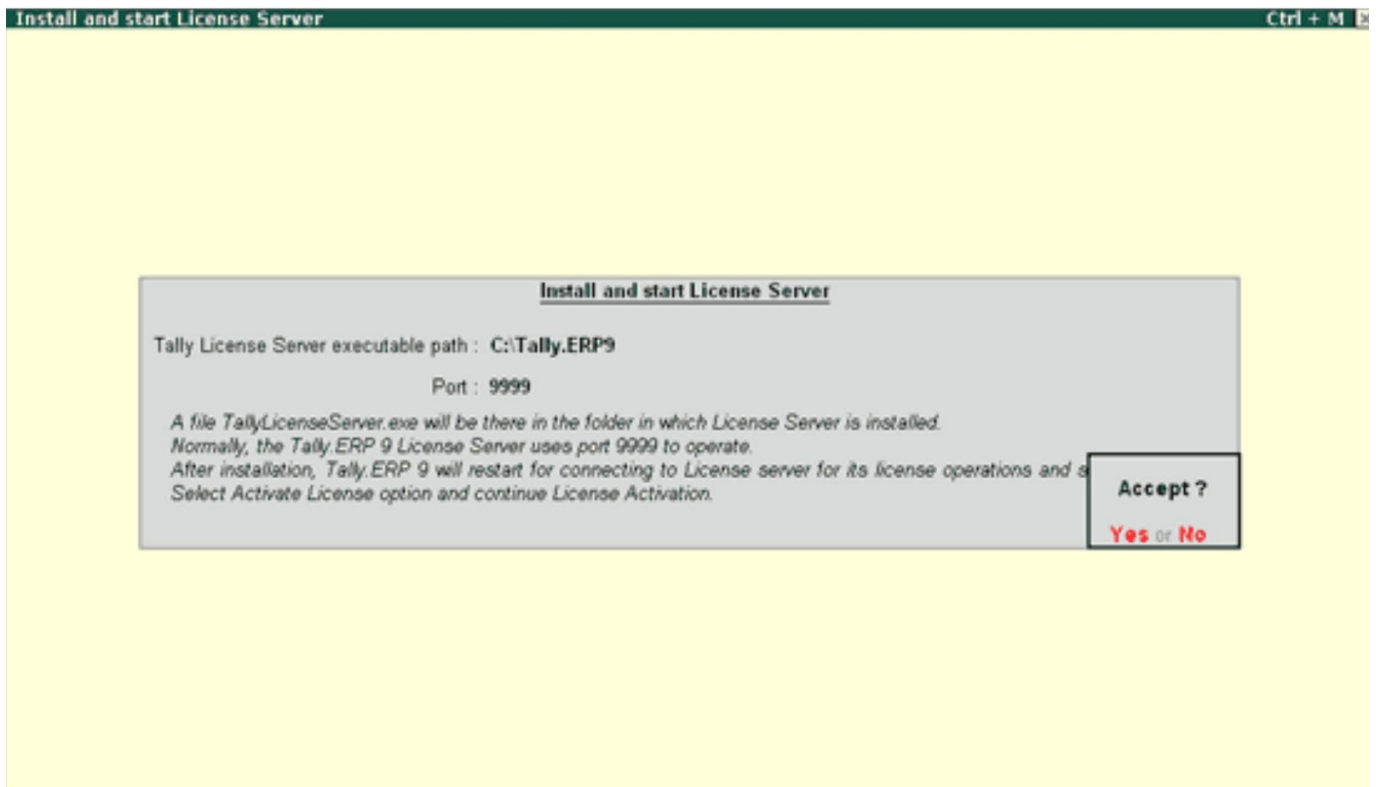 Install and start License Server Ctrl + M
Install and start License Server
Tally License Server executable path : C:\Tally.ERP9
Port : 9999
A file TallyLicenseServer.exe will be there in the folder in which License Server is installed.
Normally, the Tally.ERP 9 License Server uses port 9999 to operate.
After installation, Tally.ERP 9 will restart for connecting to License server for its license operations and s
Select Activate License option and continue License Activation.
Accept ?
Yes or No